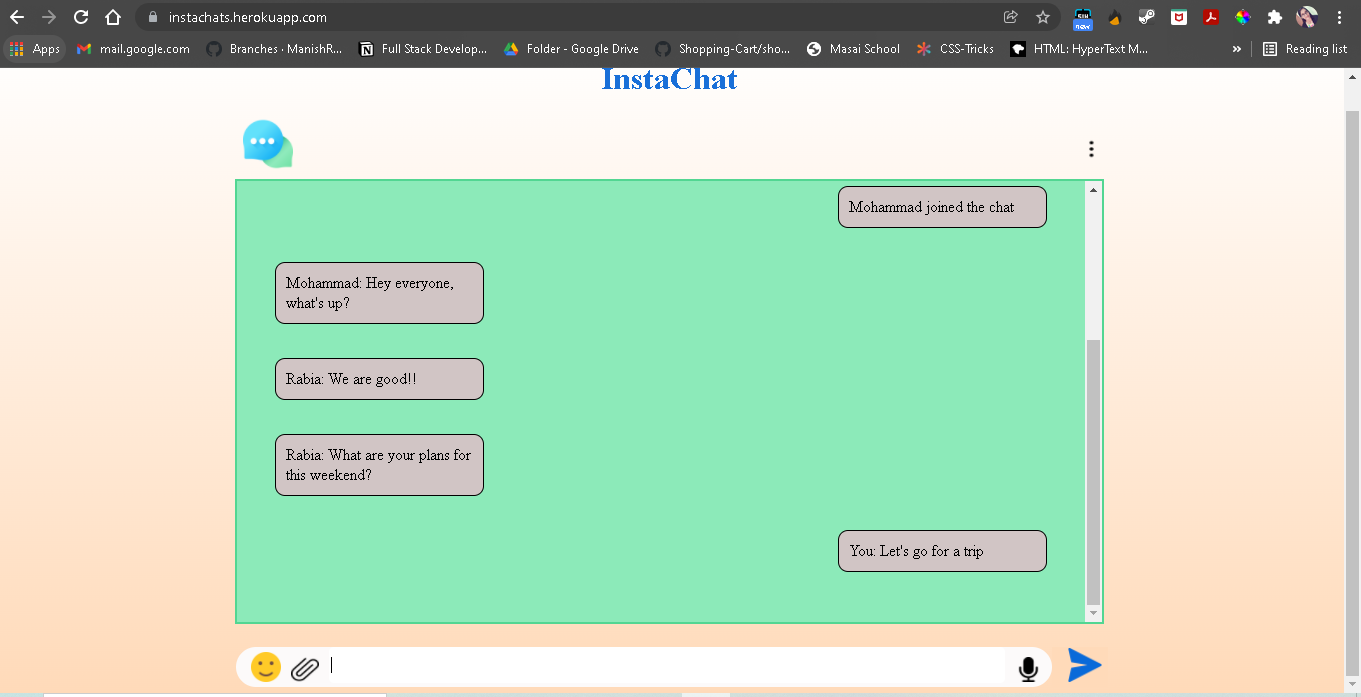 instachats.herokuapp.com
new
Apps
mail.google.com
Branches · ManishR...
Full Stack Develop...
Folder - Google Drive
Shopping-Cart/sho...
Masai School
CSS-Tricks
HTML: HyperText M...
»
Reading list
InstaChat
Mohammad joined the chat
Mohammad: Hey everyone,
what's up?
Rabia: We are good!!
Rabia: What are your plans for
this weekend?
You: Let's go for a trip